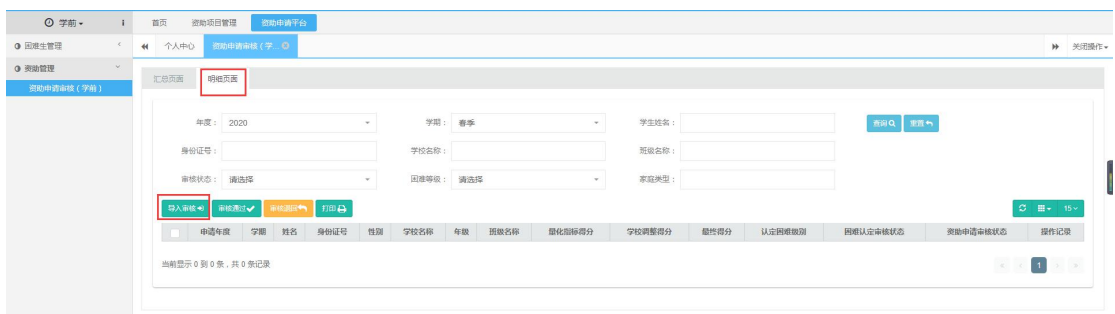 学前 首页 资助项目管理 资助申请平台
困难生管理 个人中心 资助申请审核（学... 关闭操作
资助管理
资助申请审核（学前） 汇总页面 明细页面
年度： 2020 学期： 春季 学生姓名： 查询 重置
身份证号： 学校名称： 班级名称：
审核状态： 请选择 困难等级： 请选择 家庭类型：
导入审核 审核通过 审核退回 打印 15
申请年度 学期 姓名 身份证号 性别 学校名称 年级 班级名称 量化指标得分 学校调整得分 最终得分 认定困难级别 困难认定审核状态 资助申请审核状态 操作记录
当前显示 0 到 0 条，共 0 条记录 1